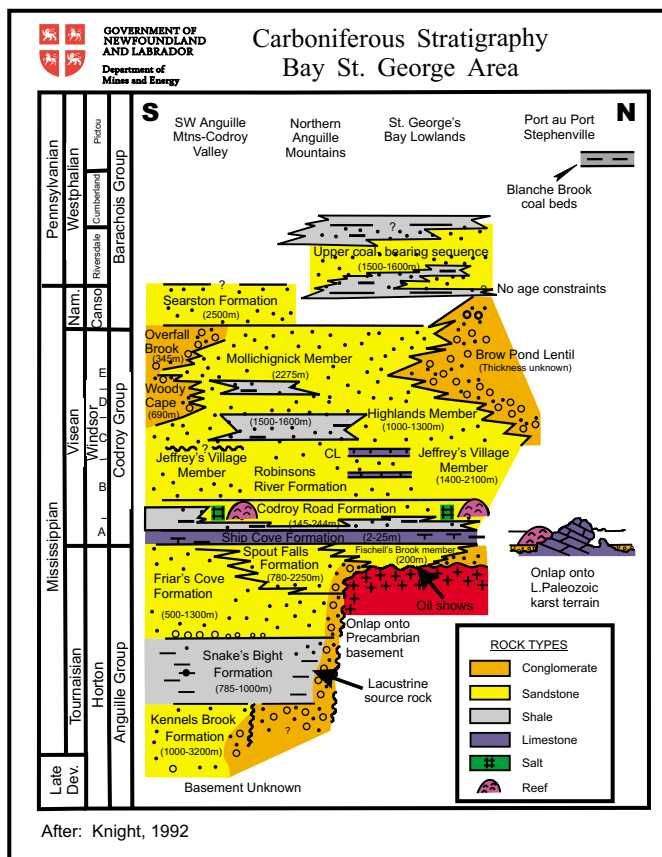 GOVERNMENT OF
NEWFOUNDLAND
AND LABRADOR
Department of
Mines and Energy
Carboniferous Stratigraphy
Bay St. George Area
S
N
SW Anguille
Mtns-Codroy
Valley
Northern
Anguille
Mountains
St. George's
Bay Lowlands
Port au Port
Stephenville
Pennsylvanian
Mississippian
Late
Dev.
Westphalian
Nam.
Visean
Tournaisian
Pictou
Cumberland
Riversdale
Canso
Windsor
E
D
C
B
A
Horton
Barachois Group
Codroy Group
Anguille Group
Blanche Brook
coal beds
?
Upper coal bearing sequence
(1500-1600m)
?
No age constraints
?
Searston Formation
(2500m)
Overfall
Brook
(345m)
Mollichignick Member
(2275m)
Brow Pond Lentil
(Thickness unknown)
Woody
Cape
(690m)
(1500-1600m)
Highlands Member
(1000-1300m)
?
Jeffrey's Village
Member
CL
Jeffrey's Village
Member
(1400-2100m)
Robinsons
River Formation
Codroy Road Formation
(145-244m)
?
Ship Cove Formation
(2-25m)
Spout Falls
Formation
(780-2250m)
Fischell's Brook member
(200m)
Friar's Cove
Formation
(500-1300m)
Oil shows
Onlap onto
L.Paleozoic
karst terrain
Onlap onto
Precambrian
basement
Snake's Bight
Formation
(785-1000m)
Lacustrine
source rock
Kennels Brook
Formation
(1000-3200m)
?
Basement Unknown
ROCK TYPES
Conglomerate
Sandstone
Shale
Limestone
Salt
Reef
After: Knight, 1992